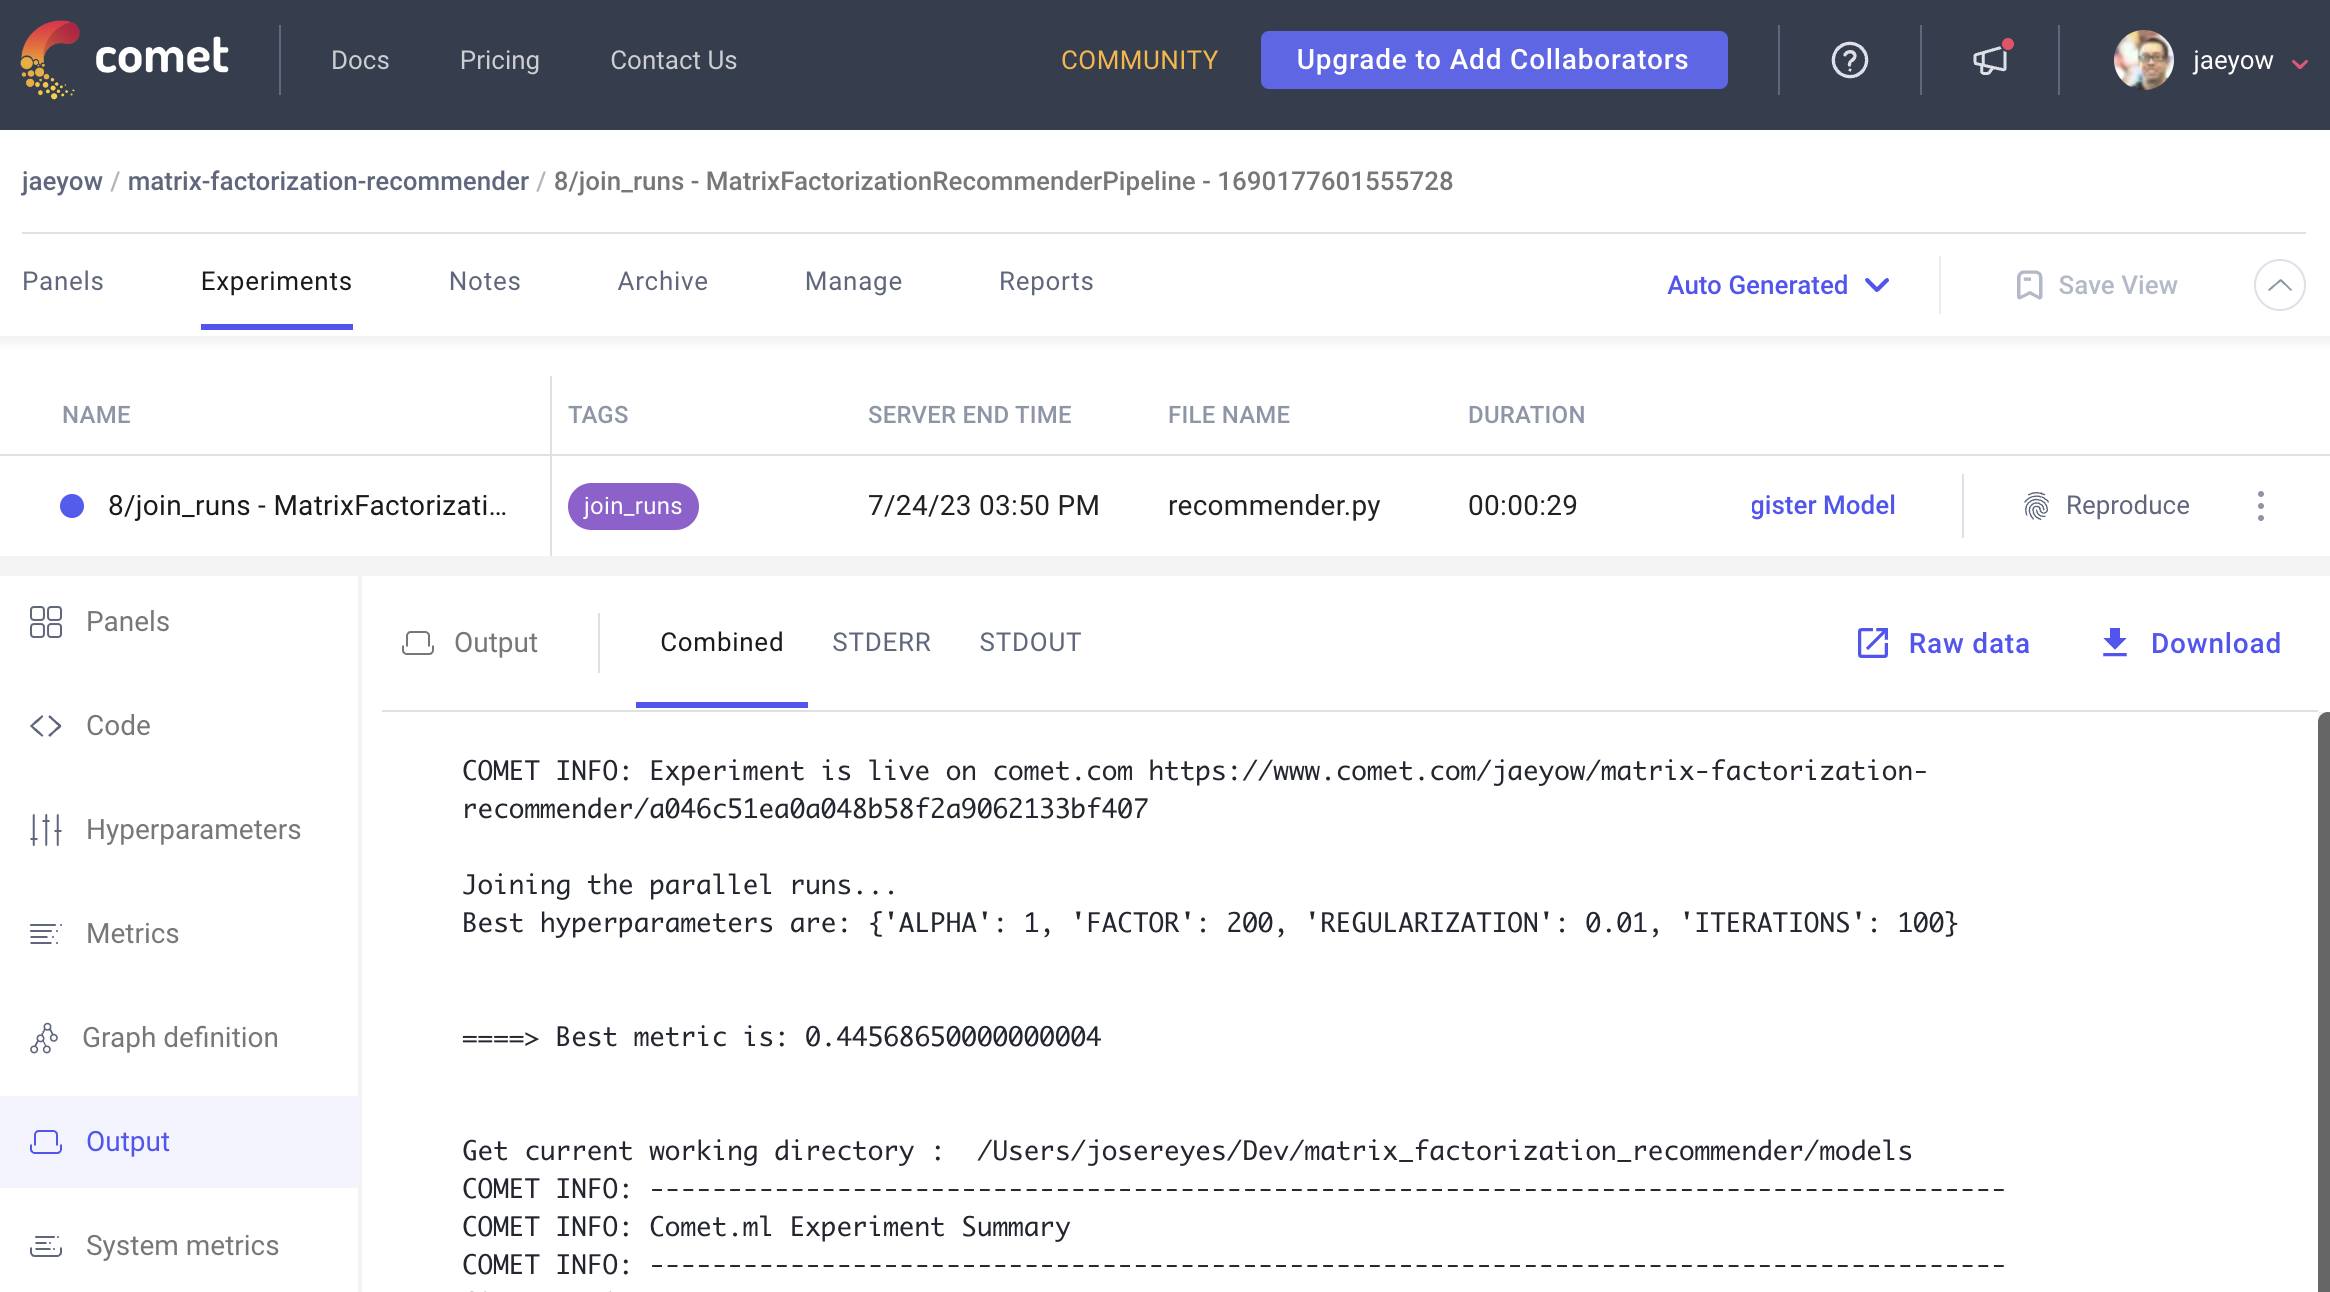 comet
Docs
Pricing
Contact Us
COMMUNITY
Upgrade to Add Collaborators
jaeyow
jaeyow / matrix-factorization-recommender / 8/join_runs - MatrixFactorizationRecommenderPipeline - 1690177601555728
Panels
Experiments
Notes
Archive
Manage
Reports
Auto Generated
Save View
NAME
TAGS
SERVER END TIME
FILE NAME
DURATION
8/join_runs - MatrixFactorizati...
join_runs
7/24/23 03:50 PM
recommender.py
00:00:29
gister Model
Reproduce
Panels
Code
Hyperparameters
Metrics
Graph definition
Output
System metrics
Output
Combined
STDERR
STDOUT
Raw data
Download
COMET INFO: Experiment is live on comet.com https://www.comet.com/jaeyow/matrix-factorization-
recommender/a046c51ea0a048b58f2a9062133bf407
Joining the parallel runs...
Best hyperparameters are: {'ALPHA': 1, 'FACTOR': 200, 'REGULARIZATION': 0.01, 'ITERATIONS': 100}
====> Best metric is: 0.44568650000000004
Get current working directory :  /Users/josereyes/Dev/matrix_factorization_recommender/models
COMET INFO: ---------------------------------------------------------------------------------------
COMET INFO: Comet.ml Experiment Summary
COMET INFO: ---------------------------------------------------------------------------------------